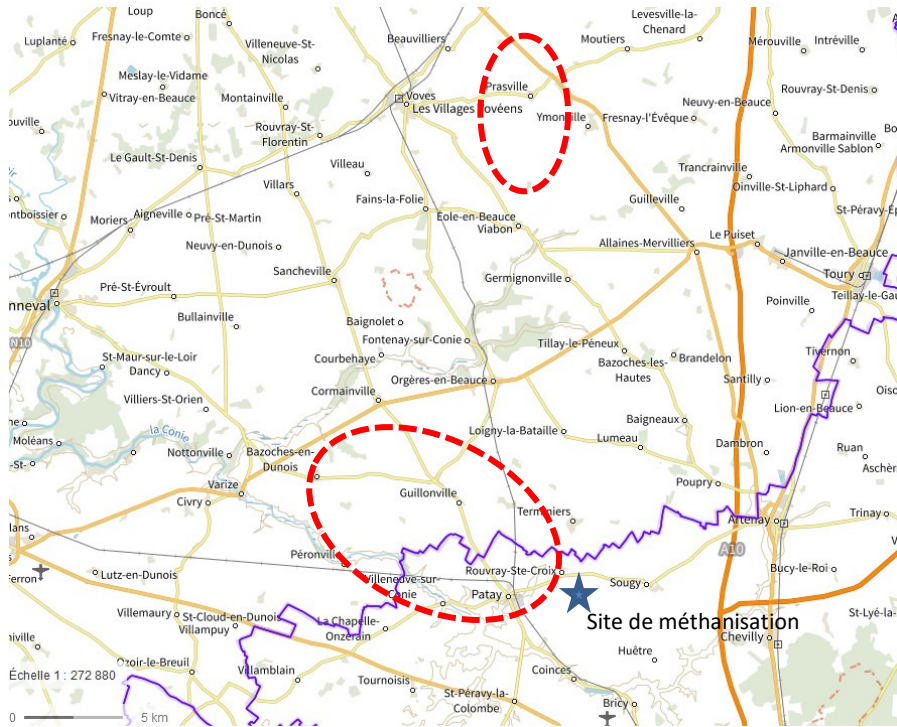 Loup
Boncé
Luplanté
Fresnay-le-Comte
Villeneuve-St-
Nicolas
Beauvilliers
Moutiers
Levesville-la-
Chenard
Mérouville
Intréville
Meslay-le-Vidame
Vitray-en-Beauce
Montainville
Voves
Les Villages Vovéens
Prasville
Ymonville
Fresnay-l'Évêque
Neuvy-en-Beauce
Rouvray-St-Denis
Rouvray-St-
Florentin
Barmainville
Armonville Sablon
Le Gault-St-Denis
Villeau
Villars
Trancrainville
Oinville-St-Liphard
ontboissier
Moriers
Aigneville
Pré-St-Martin
Fains-la-Folie
Éole-en-Beauce
Viabon
Guilleville
St-Péravy-Ép
Neuvy-en-Dunois
Allaines-Mervilliers
Le Puiset
Janville-en-Beauce
Sancheville
Germignonville
Toury
Teillay-le-Gau
nneval
Pré-St-Évroult
Poinville
Bullainville
Baignolet
Fontenay-sur-Conie
Tillay-le-Péneux
N10
St-Maur-sur-le-Loir
Dancy
Courbehaye
Bazoches-les-
Hautes
Brandelon
Tivernon
Orgères-en-Beauce
Santilly
Oiso
Villiers-St-Orien
Cormainville
Lion-en-Beauce
Moléans
la Conie
Loigny-la-Bataille
Baigneaux
Lumeau
Dambron
Ruan
Aschèr
-St-
Nottonville
Bazoches-en-
Dunois
Varize
Civry
Guillonville
Poupry
Terminiers
Artenay
Trinay
lans
A10
Péronville
Ferron
Lutz-en-Dunois
Villeneuve-sur-
Conie
Rouvray-Ste-Croix
Patay
Sougy
Bucy-le-Roi
Villemaury
St-Cloud-en-Dunois
Villampuy
La Chapelle-
Onzerain
Site de méthanisation
Chevilly
St-Lyé-la-
Huêtre
Ozoir-le-Breuil
Villamblain
Tournoisis
Coinces
St-Péravy-la-
Colombe
Bricy
Échelle 1 : 272 880
0
5 km